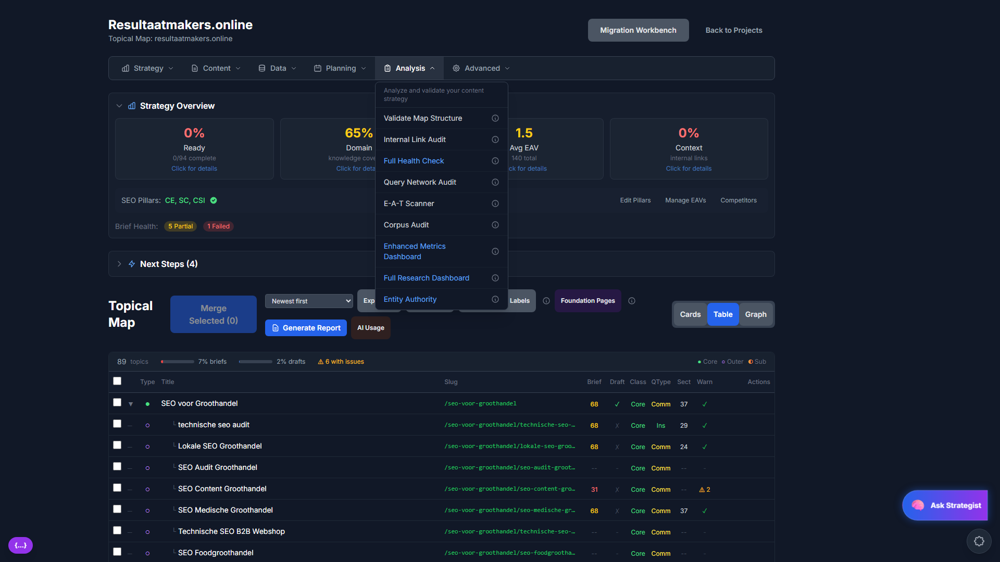 Resultaatmakers.online
Topical Map: resultaatmakers.online
Migration Workbench
Back to Projects
Strategy
Content
Data
Planning
Analysis
Advanced
Analyze and validate your content
strategy
Validate Map Structure
Internal Link Audit
Full Health Check
Query Network Audit
E-A-T Scanner
Corpus Audit
Enhanced Metrics
Dashboard
Full Research Dashboard
Entity Authority
Strategy Overview
0%
Ready
0/94 complete
Click for details
65%
Domain
knowledge cove
Click for deta
1.5
Avg EAV
140 total
ck for details
0%
Context
internal links
Click for details
SEO Pillars: CE, SC, CSI
Edit Pillars
Manage EAVs
Competitors
Brief Health: 5 Partial 1 Failed
Next Steps (4)
Topical
Map
Merge
Selected (0)
Newest first
Exp
Labels
Foundation Pages
Generate Report
AI Usage
Cards
Table
Graph
89 topics 7% briefs 2% drafts 6 with issues Core Outer Sub
Type Title Slug Brief Draft Class QType Sect Warn Actions
SEO voor Groothandel /seo-voor-groothandel 68 ✓ Core Comm 37 ✓
└ technische seo audit /seo-voor-groothandel/technische-seo-… 68 ✗ Core Ins 29 ✓
└ Lokale SEO Groothandel /seo-voor-groothandel/lokale-seo-groo… 68 ✗ Core Comm 24 ✓
└ SEO Audit Groothandel /seo-voor-groothandel/seo-audit-groot… -- - Core Comm -- -
└ SEO Content Groothandel /seo-voor-groothandel/seo-content-gro… 31 ✗ Core Comm -- ⚠ 2
└ SEO Medische Groothandel /seo-voor-groothandel/seo-medische-gr… 68 ✗ Core Comm 37 ✓
└ Technische SEO B2B Webshop /seo-voor-groothandel/technische-seo-… -- - Core Comm -- -
└ SEO Foodgroothandel /seo-voor-groothandel/seo-foodgrootha… -- - Core Comm -- -
Ask Strategist
{...}